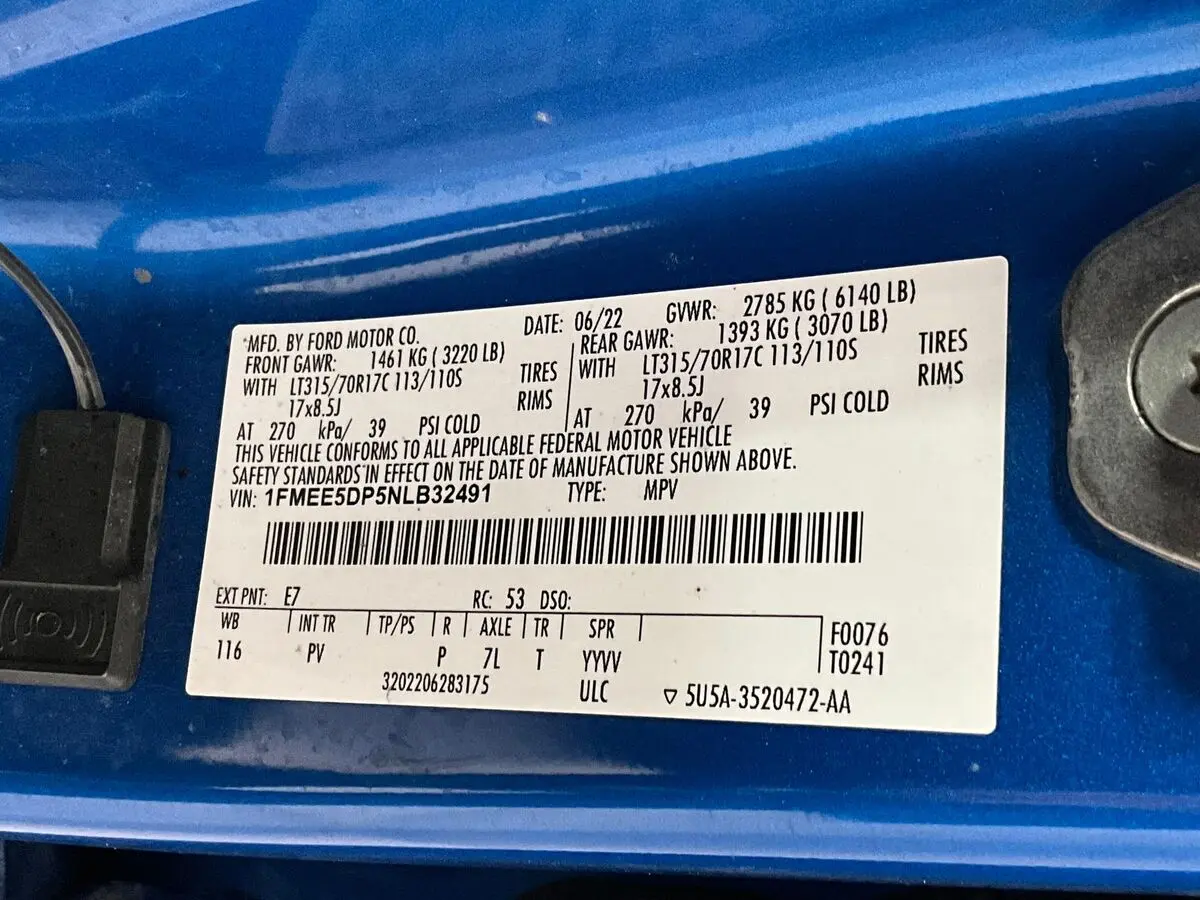 *MFD. BY FORD MOTOR CO. DATE: 06/22 GVWR: 2785 KG ( 6140 LB)
FRONT GAWR: 1461 KG ( 3220 LB) REAR GAWR: 1393 KG ( 3070 LB)
WITH LT315/70R17C 113/110S TIRES WITH LT315/70R17C 113/110S TIRES
17x8.5J RIMS 17x8.5J RIMS
AT 270 kPa/ 39 PSI COLD AT 270 kPa/ 39 PSI COLD
THIS VEHICLE CONFORMS TO ALL APPLICABLE FEDERAL MOTOR VEHICLE
SAFETY STANDARDS IN EFFECT ON THE DATE OF MANUFACTURE SHOWN ABOVE.
VIN: 1FMEE5DP5NLB32491 TYPE: MPV
EXT PNT: E7 RC: 53 DSO:
WB INT TR TP/PS R AXLE TR SPR F0076
116 PV P 7L T YYVV T0241
3202206283175 ULC ▽ 5U5A-3520472-AA